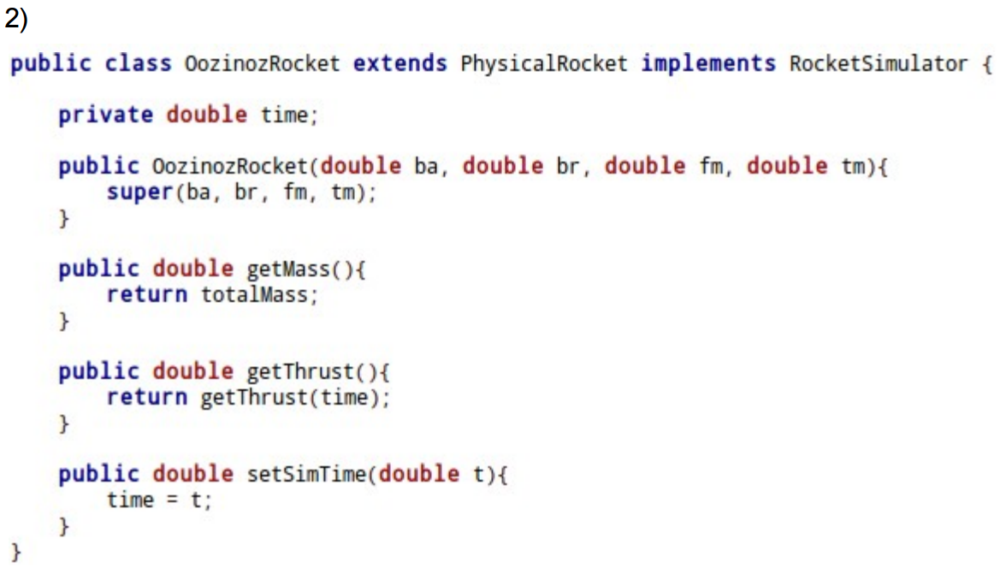 2)
public class OozinozRocket extends PhysicalRocket implements RocketSimulator {
private double time;
public OozinozRocket(double ba, double br, double fm, double tm){
super(ba, br, fm, tm);
}
public double getMass(){
return totalMass;
}
public double getThrust(){
return getThrust(time);
}
public double setSimTime(double t){
time = t;
}
}